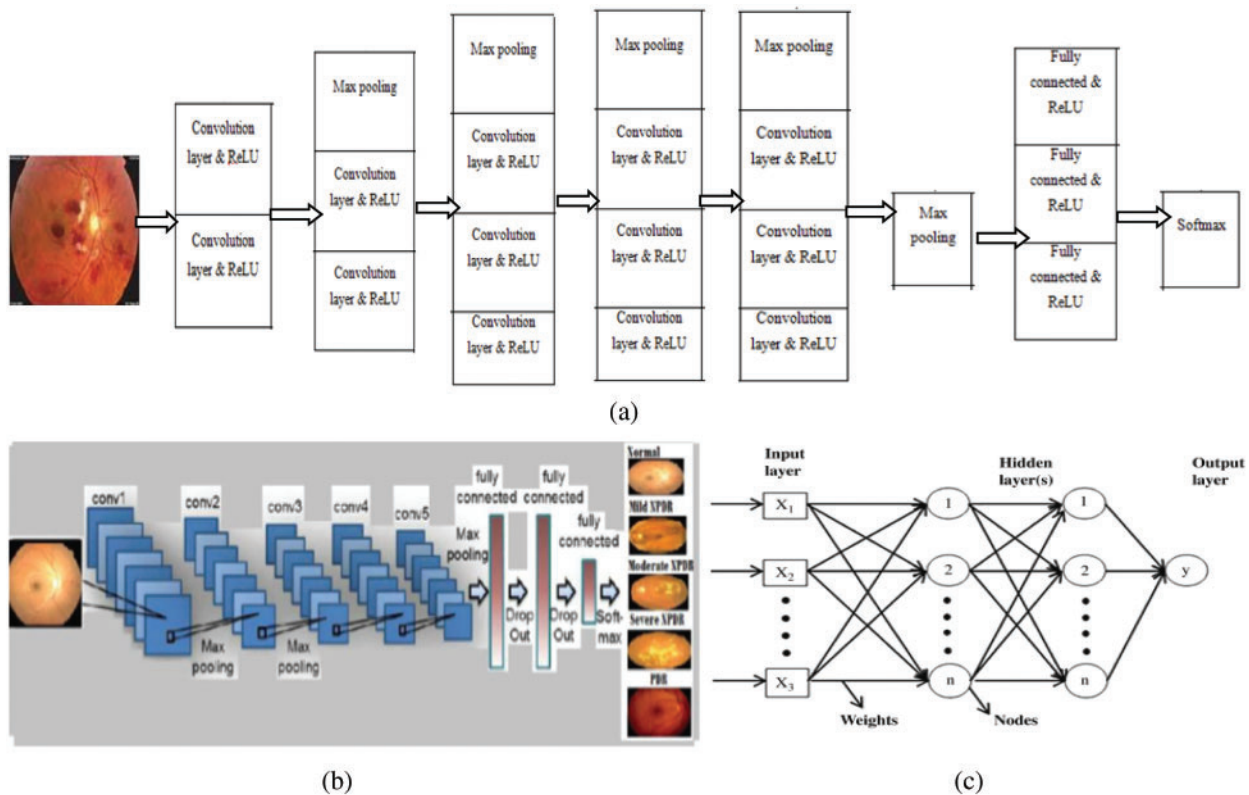 Convolution
layer & ReLU
Convolution
layer & ReLU
Max pooling
Convolution
layer & ReLU
Convolution
layer & ReLU
Max pooling
Convolution
layer & ReLU
Convolution
layer & ReLU
Convolution
layer & ReLU
Max pooling
Convolution
layer & ReLU
Convolution
layer & ReLU
Convolution
layer & ReLU
Max pooling
Convolution
layer & ReLU
Convolution
layer & ReLU
Convolution
layer & ReLU
Max
pooling
Fully
connected &
ReLU
Fully
connected &
ReLU
Fully
connected &
ReLU
Softmax
(a)
conv1
conv2
conv3
conv4
conv5
Max pooling
Max pooling
Max pooling
fully
connected
Drop
Out
fully
connected
Drop
Out
fully
connected
Soft-
max
Normal
Mild NPDR
Moderate NPDR
Severe NPDR
PDR
(b)
Input
layer
Hidden
layer(s)
Output
layer
X1
X2
X3
1
2
n
1
2
n
y
Weights
Nodes
(c)